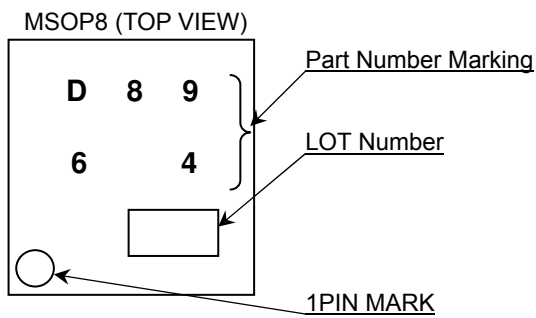 MSOP8 (TOP VIEW)
Part Number Marking
D 8 9
LOT Number
6 4
1PIN MARK